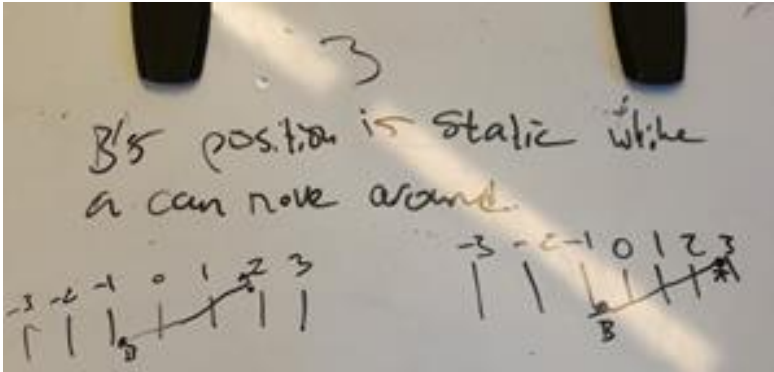 3
B's position is static while
a can move around.
-3 -2 -1 0 1 2 3
B
-3 -2 -1 0 1 2 3
B